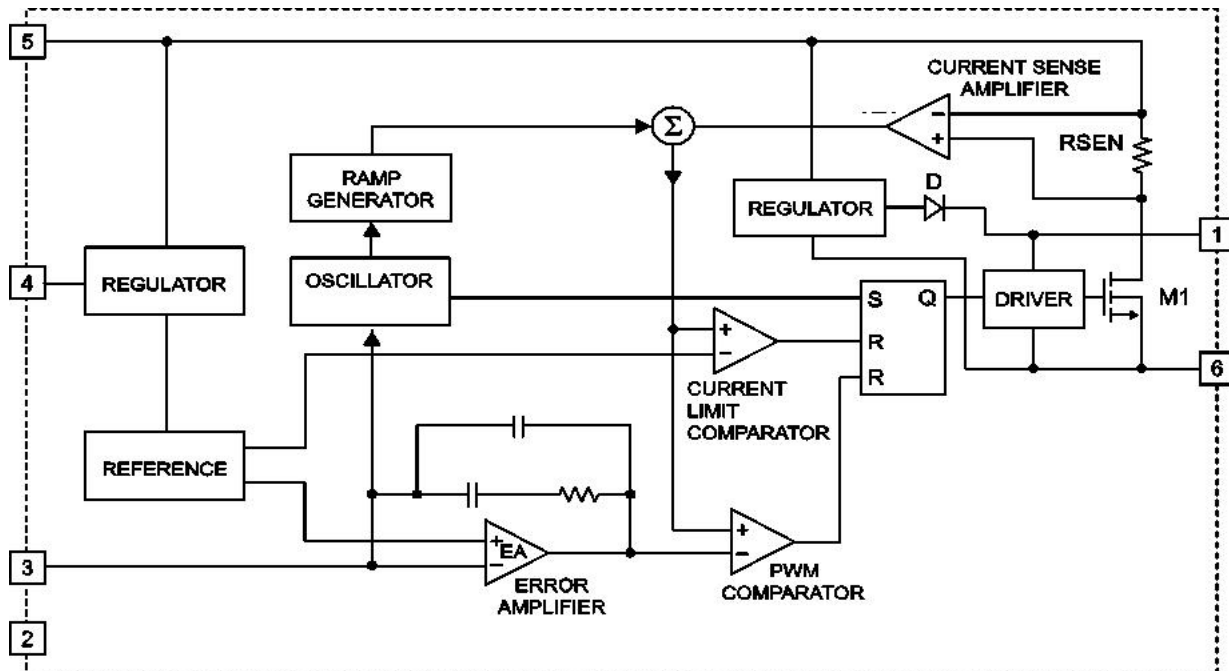 5
CURRENT SENSE
AMPLIFIER
Σ
−
+
RSEN
RAMP
GENERATOR
D
REGULATOR
1
4
REGULATOR
OSCILLATOR
S
Q
DRIVER
M1
+
−
R
R
6
CURRENT
LIMIT
COMPARATOR
REFERENCE
+
EA
−
+
−
3
ERROR
AMPLIFIER
PWM
COMPARATOR
2